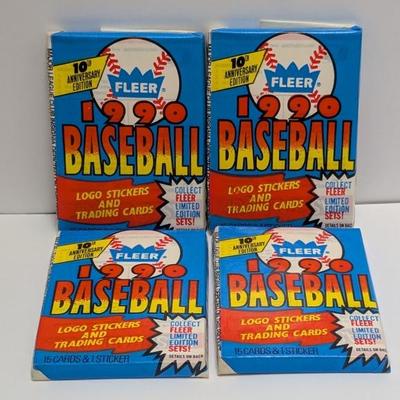 10TH
ANNIVERSARY
EDITION
FLEER
1990
BASEBALL
LOGO STICKERS
AND
TRADING CARDS
COLLECT
FLEER
LIMITED
EDITION
SETS!
10TH
ANNIVERSARY
EDITION
FLEER
1990
BASEBALL
LOGO STICKERS
AND
TRADING CARDS
COLLECT
FLEER
LIMITED
EDITION
SETS!
DETAILS ON BACK
10TH
ANNIVERSARY
EDITION
FLEER
1990
BASEBALL
LOGO STICKERS
AND
TRADING CARDS
COLLECT
FLEER
LIMITED
EDITION
SETS!
DETAILS ON BACK
15 CARDS & 1 STICKER
10TH
ANNIVERSARY
EDITION
FLEER
1990
BASEBALL
LOGO STICKERS
AND
TRADING CARDS
COLLECT
FLEER
LIMITED
EDITION
SETS!
DETAILS ON BACK
15 CARDS & 1 STICKER